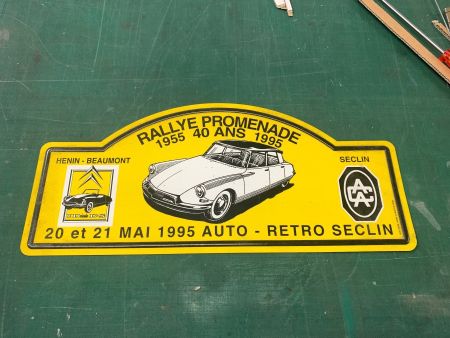 RALLYE PROMENADE
1955 40 ANS 1995
HENIN - BEAUMONT
SECLIN
20 et 21 MAI 1995 AUTO - RETRO SECLIN